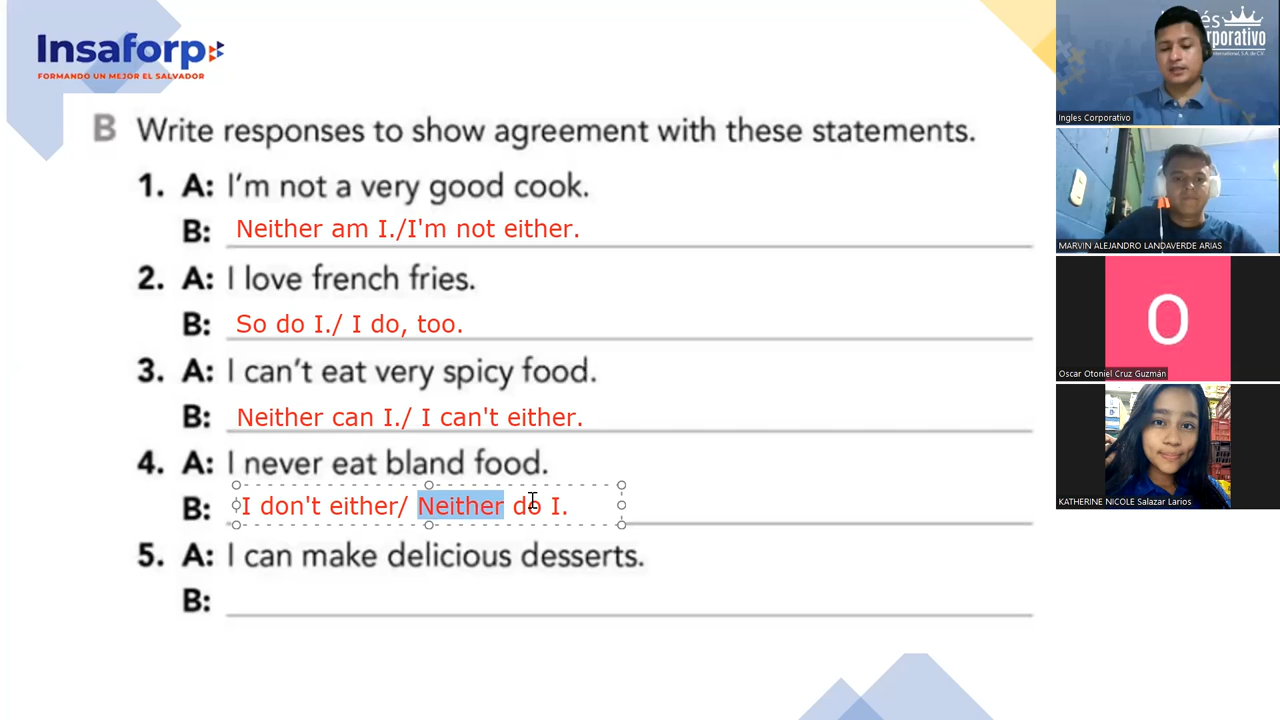 Insaforp
FORMANDO UN MEJOR EL SALVADOR
B Write responses to show agreement with these statements.
1. A: I'm not a very good cook.
B: Neither am I./I'm not either.
2. A: I love french fries.
B: So do I./ I do, too.
3. A: I can't eat very spicy food.
B: Neither can I./ I can't either.
4. A: I never eat bland food.
B: I don't either/ Neither do I.
5. A: I can make delicious desserts.
B:
Ingles Corporativo
MARVIN ALEJANDRO LANDAVERDE ARIAS
O
Oscar Otoniel Cruz Guzmán
KATHERINE NICOLE Salazar Larios